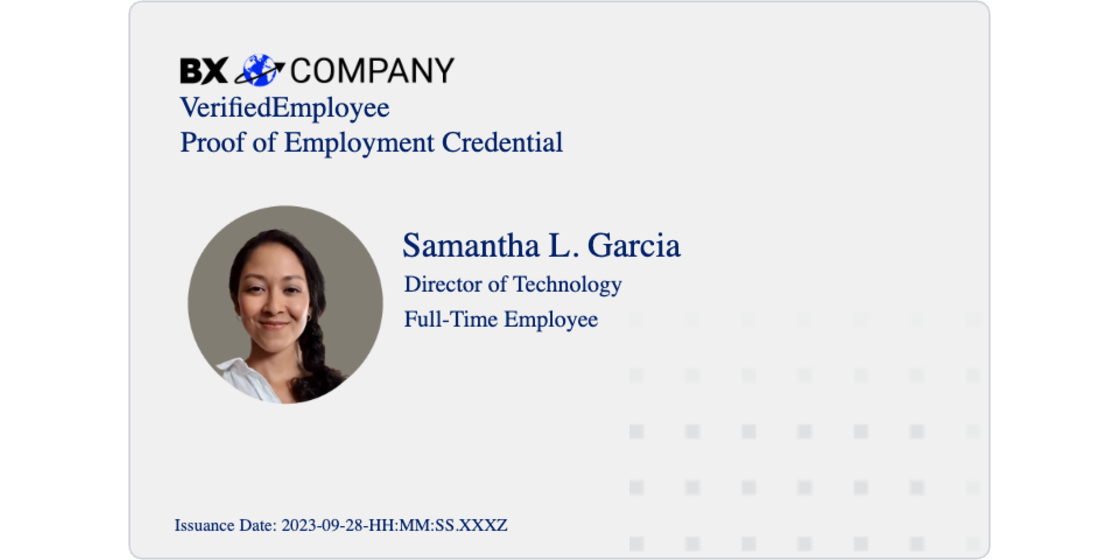 BX COMPANY
VerifiedEmployee
Proof of Employment Credential
Samantha L. Garcia
Director of Technology
Full-Time Employee
Issuance Date: 2023-09-28-HH:MM:SS.XXXZ